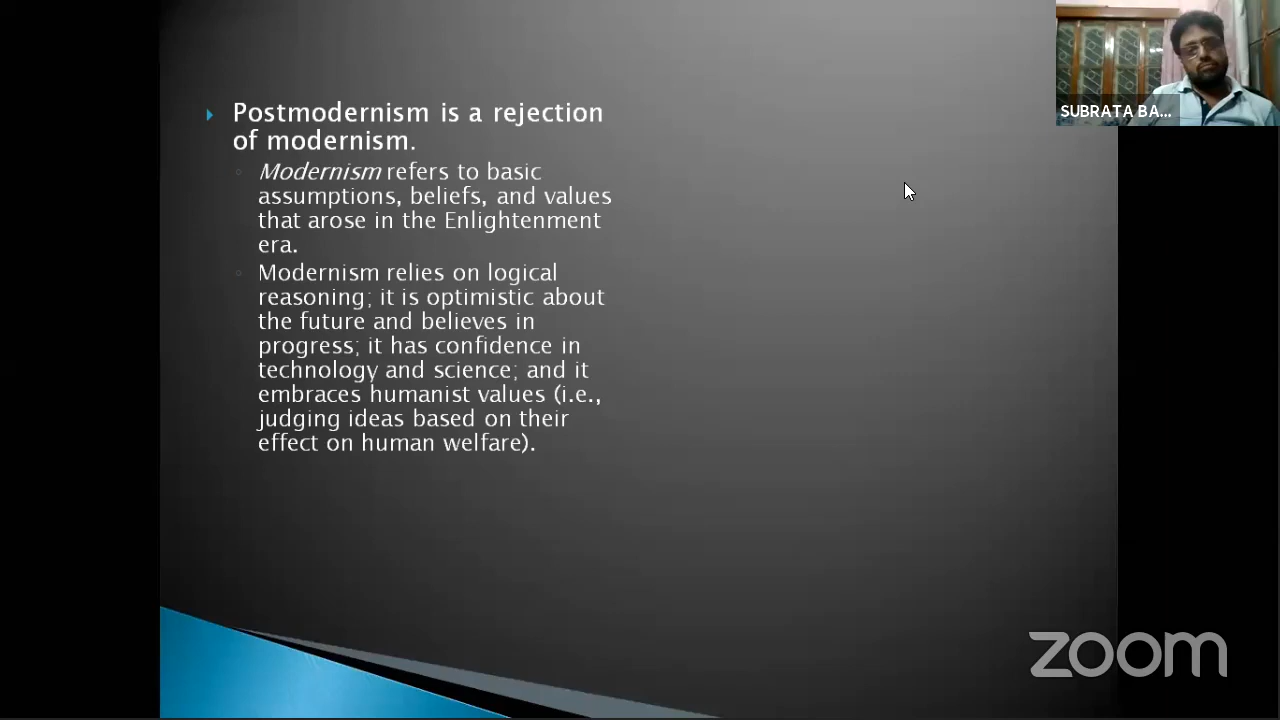 Postmodernism is a rejection
of modernism.
Modernism refers to basic
assumptions, beliefs, and values
that arose in the Enlightenment
era.
Modernism relies on logical
reasoning; it is optimistic about
the future and believes in
progress; it has confidence in
technology and science; and it
embraces humanist values (i.e.,
judging ideas based on their
effect on human welfare).
SUBRATA BA...
zoom